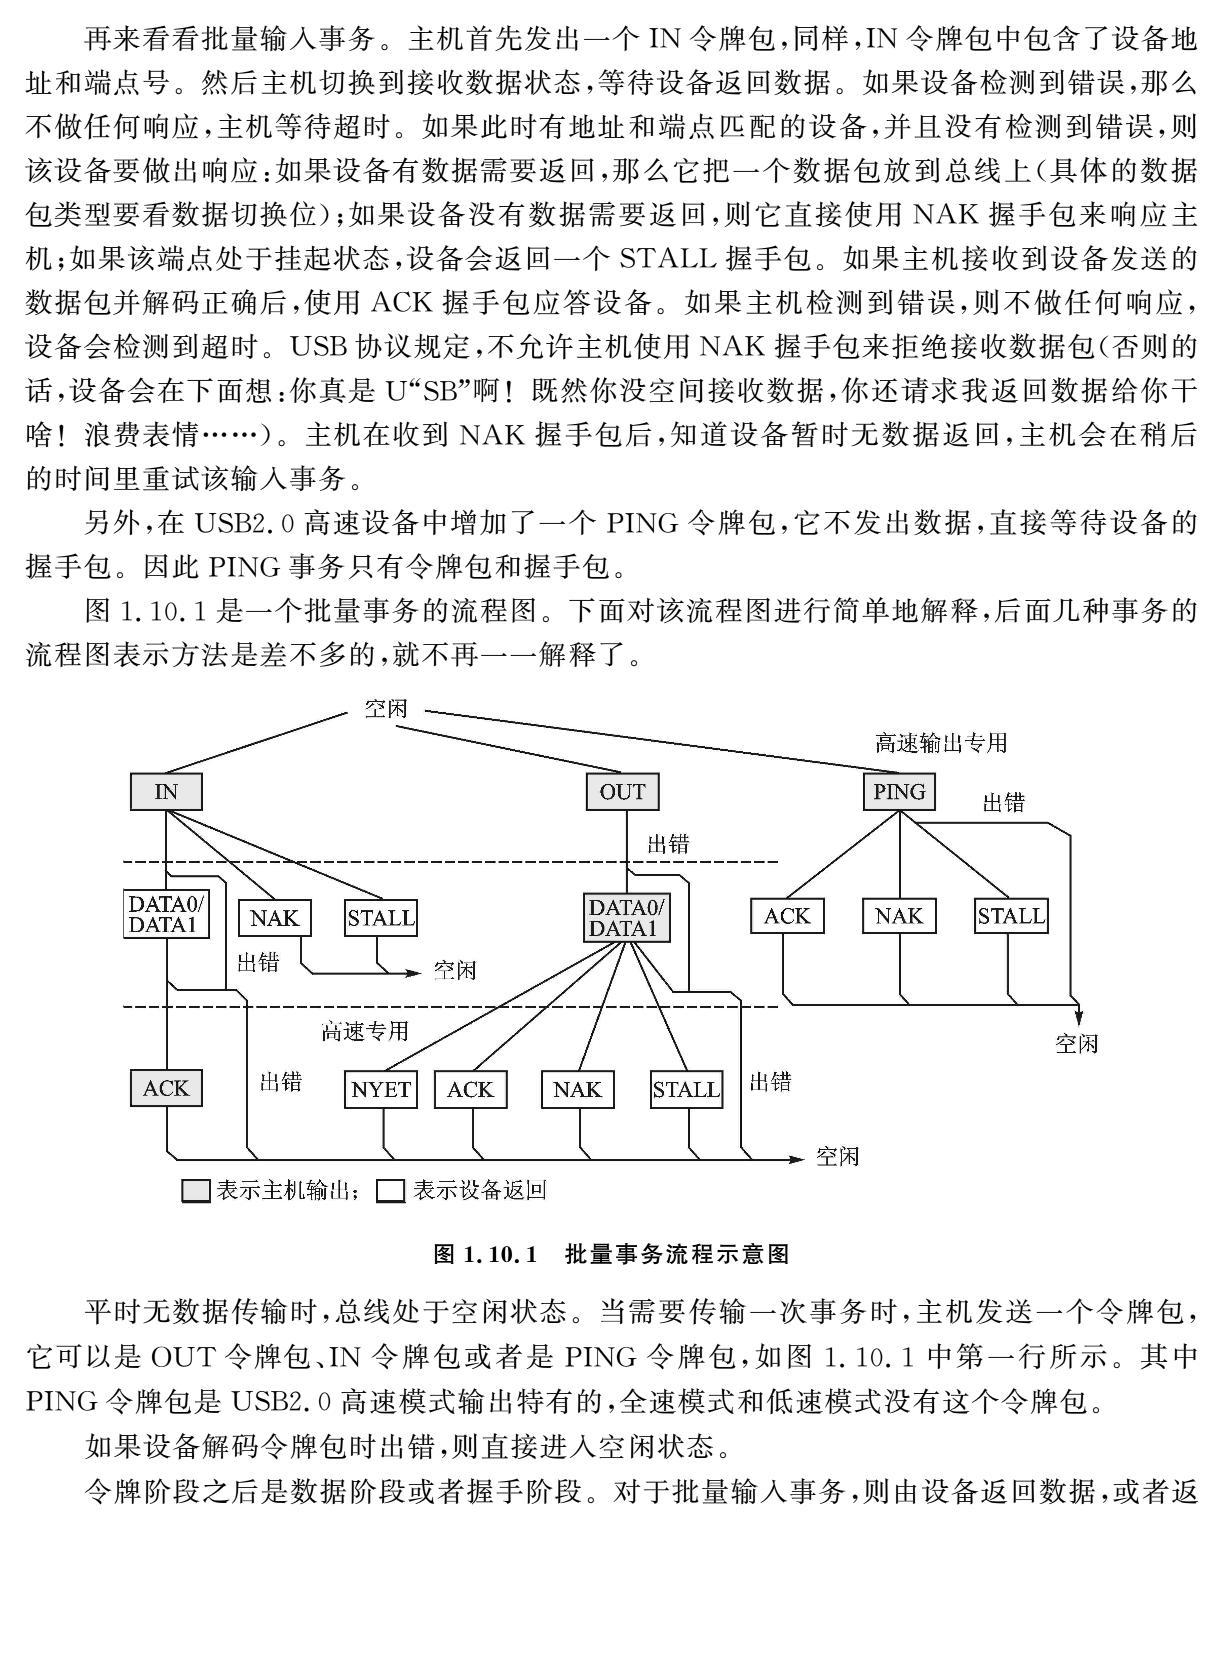 再来看看批量输入事务。主机首先发出一个 IN 令牌包,同样,IN 令牌包中包含了设备地
址和端点号。然后主机切换到接收数据状态,等待设备返回数据。如果设备检测到错误,那么
不做任何响应,主机等待超时。如果此时有地址和端点匹配的设备,并且没有检测到错误,则
该设备要做出响应:如果设备有数据需要返回,那么它把一个数据包放到总线上(具体的数据
包类型要看数据切换位);如果设备没有数据需要返回,则它直接使用 NAK 握手包来响应主
机;如果该端点处于挂起状态,设备会返回一个 STALL 握手包。如果主机接收到设备发送的
数据包并解码正确后,使用 ACK 握手包应答设备。如果主机检测到错误,则不做任何响应,
设备会检测到超时。USB 协议规定,不允许主机使用 NAK 握手包来拒绝接收数据包(否则的
话,设备会在下面想:你真是 U“SB”啊! 既然你没空间接收数据,你还请求我返回数据给你干
啥! 浪费表情……)。主机在收到 NAK 握手包后,知道设备暂时无数据返回,主机会在稍后
的时间里重试该输入事务。
另外,在 USB2.0 高速设备中增加了一个 PING 令牌包,它不发出数据,直接等待设备的
握手包。因此 PING 事务只有令牌包和握手包。
图 1.10.1 是一个批量事务的流程图。下面对该流程图进行简单地解释,后面几种事务的
流程图表示方法是差不多的,就不再一一解释了。
空闲
高速输出专用
IN
OUT
PING
出错
出错
DATA0/
DATA1
NAK
STALL
DATA0/
DATA1
ACK
NAK
STALL
出错
空闲
高速专用
空闲
ACK
出错
NYET
ACK
NAK
STALL
出错
空闲
表示主机输出; 表示设备返回
图 1.10.1 批量事务流程示意图
平时无数据传输时,总线处于空闲状态。当需要传输一次事务时,主机发送一个令牌包,
它可以是 OUT 令牌包、IN 令牌包或者是 PING 令牌包,如图 1.10.1 中第一行所示。其中
PING 令牌包是 USB2.0 高速模式输出特有的,全速模式和低速模式没有这个令牌包。
如果设备解码令牌包时出错,则直接进入空闲状态。
令牌阶段之后是数据阶段或者握手阶段。对于批量输入事务,则由设备返回数据,或者返